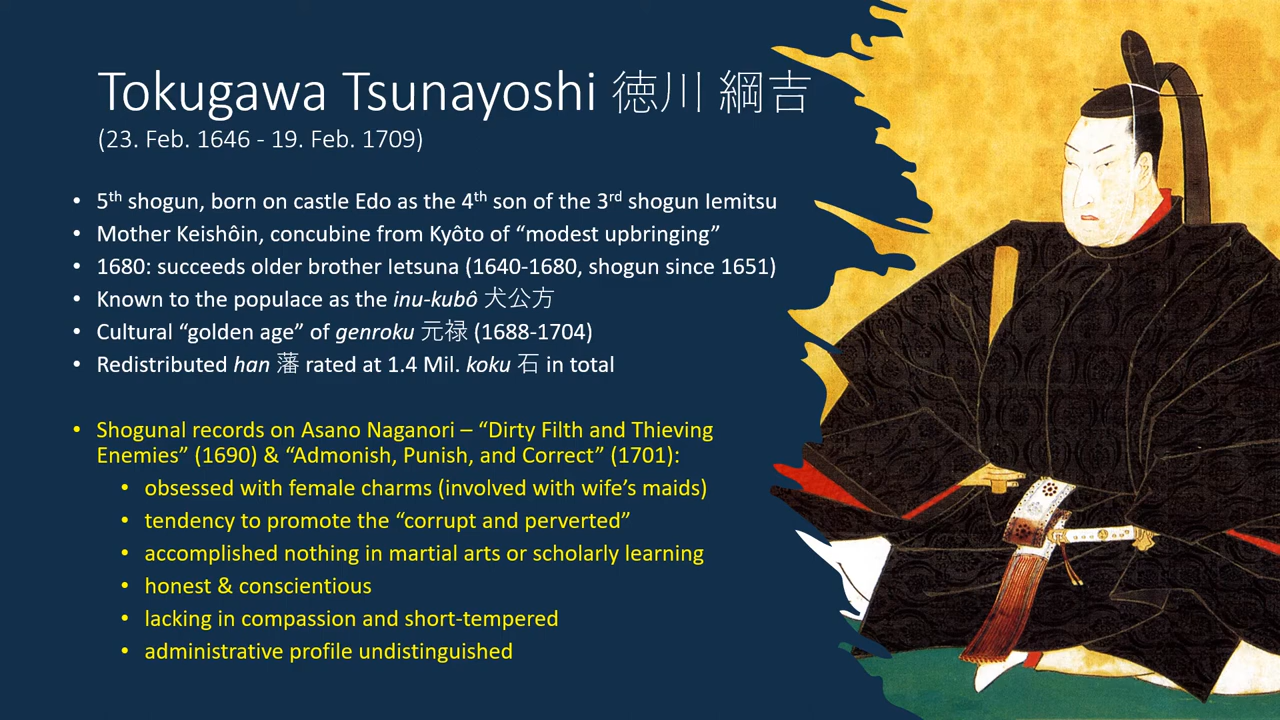 Tokugawa Tsunayoshi 徳川 綱吉
(23. Feb. 1646 - 19. Feb. 1709)
• 5th shogun, born on castle Edo as the 4th son of the 3rd shogun Iemitsu
• Mother Keishôin, concubine from Kyôto of “modest upbringing”
• 1680: succeeds older brother Ietsuna (1640-1680, shogun since 1651)
• Known to the populace as the inu-kubô 犬公方
• Cultural “golden age” of genroku 元禄 (1688-1704)
• Redistributed han 藩 rated at 1.4 Mil. koku 石 in total
• Shogunal records on Asano Naganori – “Dirty Filth and Thieving
Enemies” (1690) & “Admonish, Punish, and Correct” (1701):
• obsessed with female charms (involved with wife’s maids)
• tendency to promote the “corrupt and perverted”
• accomplished nothing in martial arts or scholarly learning
• honest & conscientious
• lacking in compassion and short-tempered
• administrative profile undistinguished